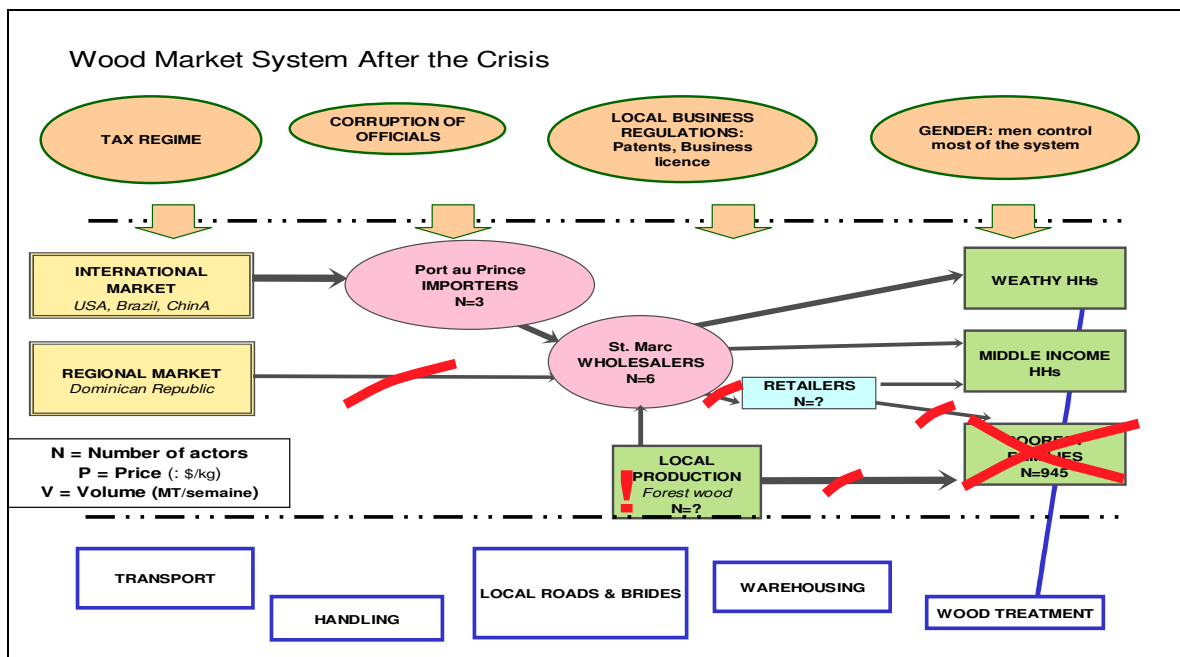 Wood Market System After the Crisis
TAX REGIME
CORRUPTION OF
OFFICIALS
LOCAL BUSINESS
REGULATIONS:
Patents, Business
licence
GENDER: men control
most of the system
INTERNATIONAL
MARKET
USA, Brazil, ChinA
Port au Prince
IMPORTERS
N=3
WEATHY HHs
REGIONAL MARKET
Dominican Republic
St. Marc
WHOLESALERS
N=6
MIDDLE INCOME
HHs
RETAILERS
N=?
POOREST
FAMILIES
N=945
N = Number of actors
P = Price (: $/kg)
V = Volume (MT/semaine)
!
LOCAL
PRODUCTION
Forest wood
N=?
TRANSPORT
HANDLING
LOCAL ROADS & BRIDES
WAREHOUSING
WOOD TREATMENT